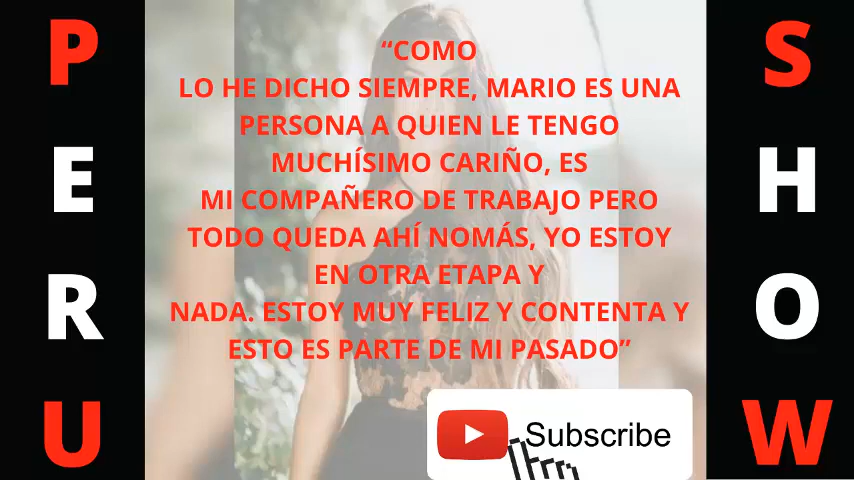 PERU
“COMO
LO HE DICHO SIEMPRE, MARIO ES UNA
PERSONA A QUIEN LE TENGO
MUCHÍSIMO CARIÑO, ES
MI COMPAÑERO DE TRABAJO PERO
TODO QUEDA AHÍ NOMÁS, YO ESTOY
EN OTRA ETAPA Y
NADA. ESTOY MUY FELIZ Y CONTENTA Y
ESTO ES PARTE DE MI PASADO”
Subscribe
SHOW